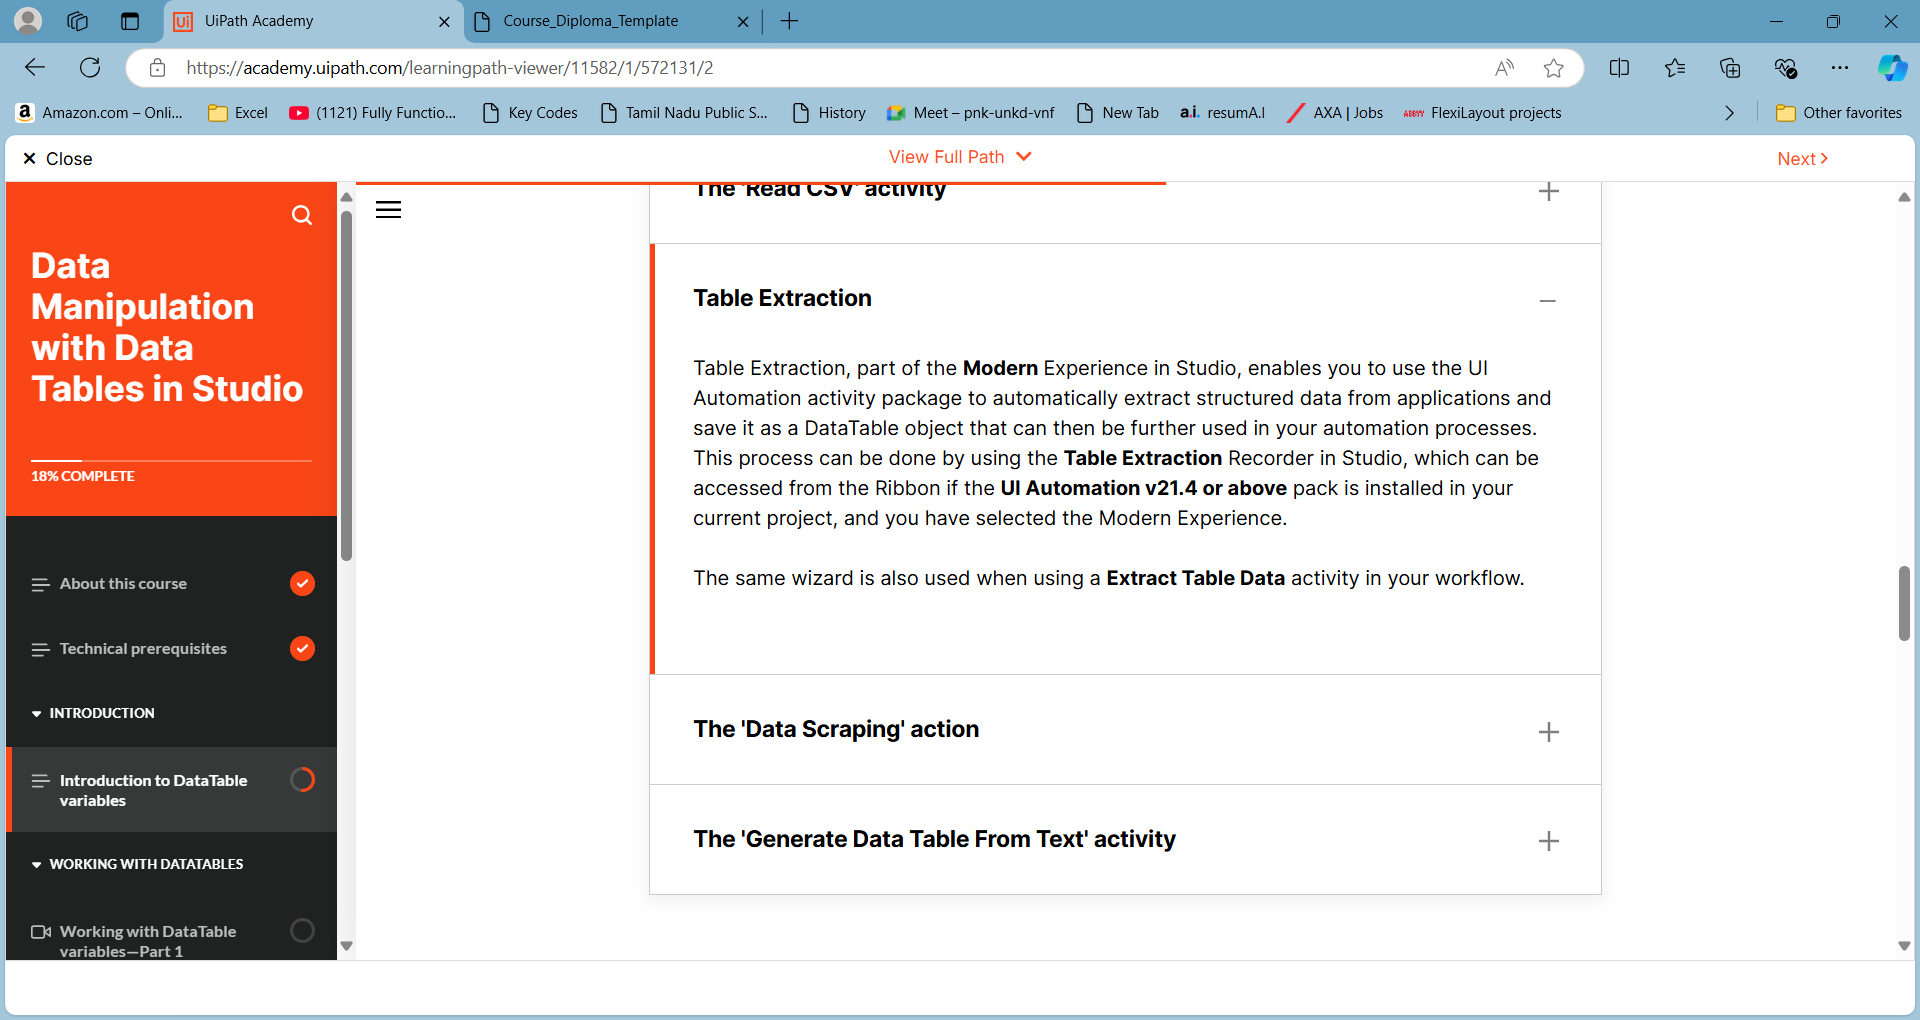 UiPath Academy
Course_Diploma_Template
https://academy.uipath.com/learningpath-viewer/11582/1/572131/2
Amazon.com – Onli...
Excel
(1121) Fully Functio...
Key Codes
Tamil Nadu Public S...
History
Meet – pnk-unkd-vnf
New Tab
a.i. resumA.I
AXA | Jobs
ABBYY FlexiLayout projects
Other favorites
Close
View Full Path
Next
Data
Manipulation
with Data
Tables in Studio
18% COMPLETE
About this course
Technical prerequisites
INTRODUCTION
Introduction to DataTable
variables
WORKING WITH DATATABLES
Working with DataTable
variables—Part 1
The 'Read CSV' activity
Table Extraction
Table Extraction, part of the Modern Experience in Studio, enables you to use the UI
Automation activity package to automatically extract structured data from applications and
save it as a DataTable object that can then be further used in your automation processes.
This process can be done by using the Table Extraction Recorder in Studio, which can be
accessed from the Ribbon if the UI Automation v21.4 or above pack is installed in your
current project, and you have selected the Modern Experience.
The same wizard is also used when using a Extract Table Data activity in your workflow.
The 'Data Scraping' action
The 'Generate Data Table From Text' activity